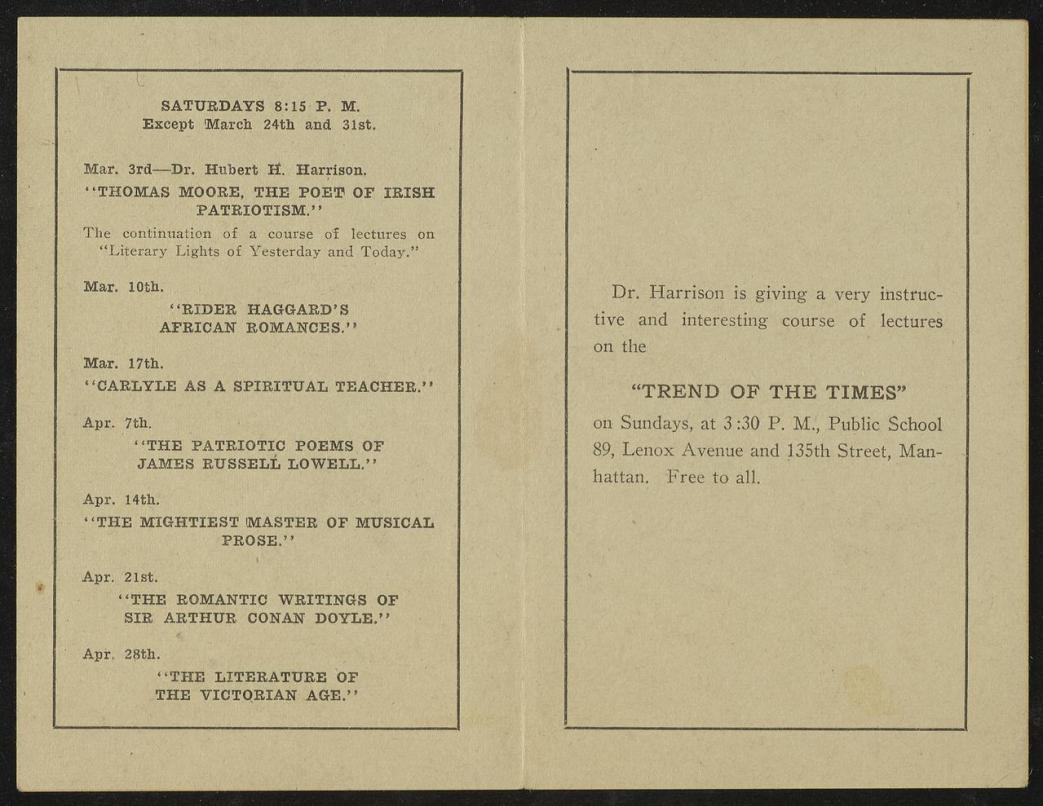 SATURDAYS 8:15 P. M.
Except March 24th and 31st.
Mar. 3rd—Dr. Hubert H. Harrison.
‘‘THOMAS MOORE, THE POET OF IRISH
PATRIOTISM.’’
The continuation of a course of lectures on
“Literary Lights of Yesterday and Today.”
Mar. 10th.
‘‘RIDER HAGGARD’S
AFRICAN ROMANCES.’’
Mar. 17th.
‘‘CARLYLE AS A SPIRITUAL TEACHER.’’
Apr. 7th.
‘‘THE PATRIOTIC POEMS OF
JAMES RUSSELL LOWELL.’’
Apr. 14th.
‘‘THE MIGHTIEST MASTER OF MUSICAL
PROSE.’’
Apr. 21st.
‘‘THE ROMANTIC WRITINGS OF
SIR ARTHUR CONAN DOYLE.’’
Apr. 28th.
‘‘THE LITERATURE OF
THE VICTORIAN AGE.’’
Dr. Harrison is giving a very instruc-
tive and interesting course of lectures
on the
“TREND OF THE TIMES”
on Sundays, at 3:30 P. M., Public School
89, Lenox Avenue and 135th Street, Man-
hattan. Free to all.